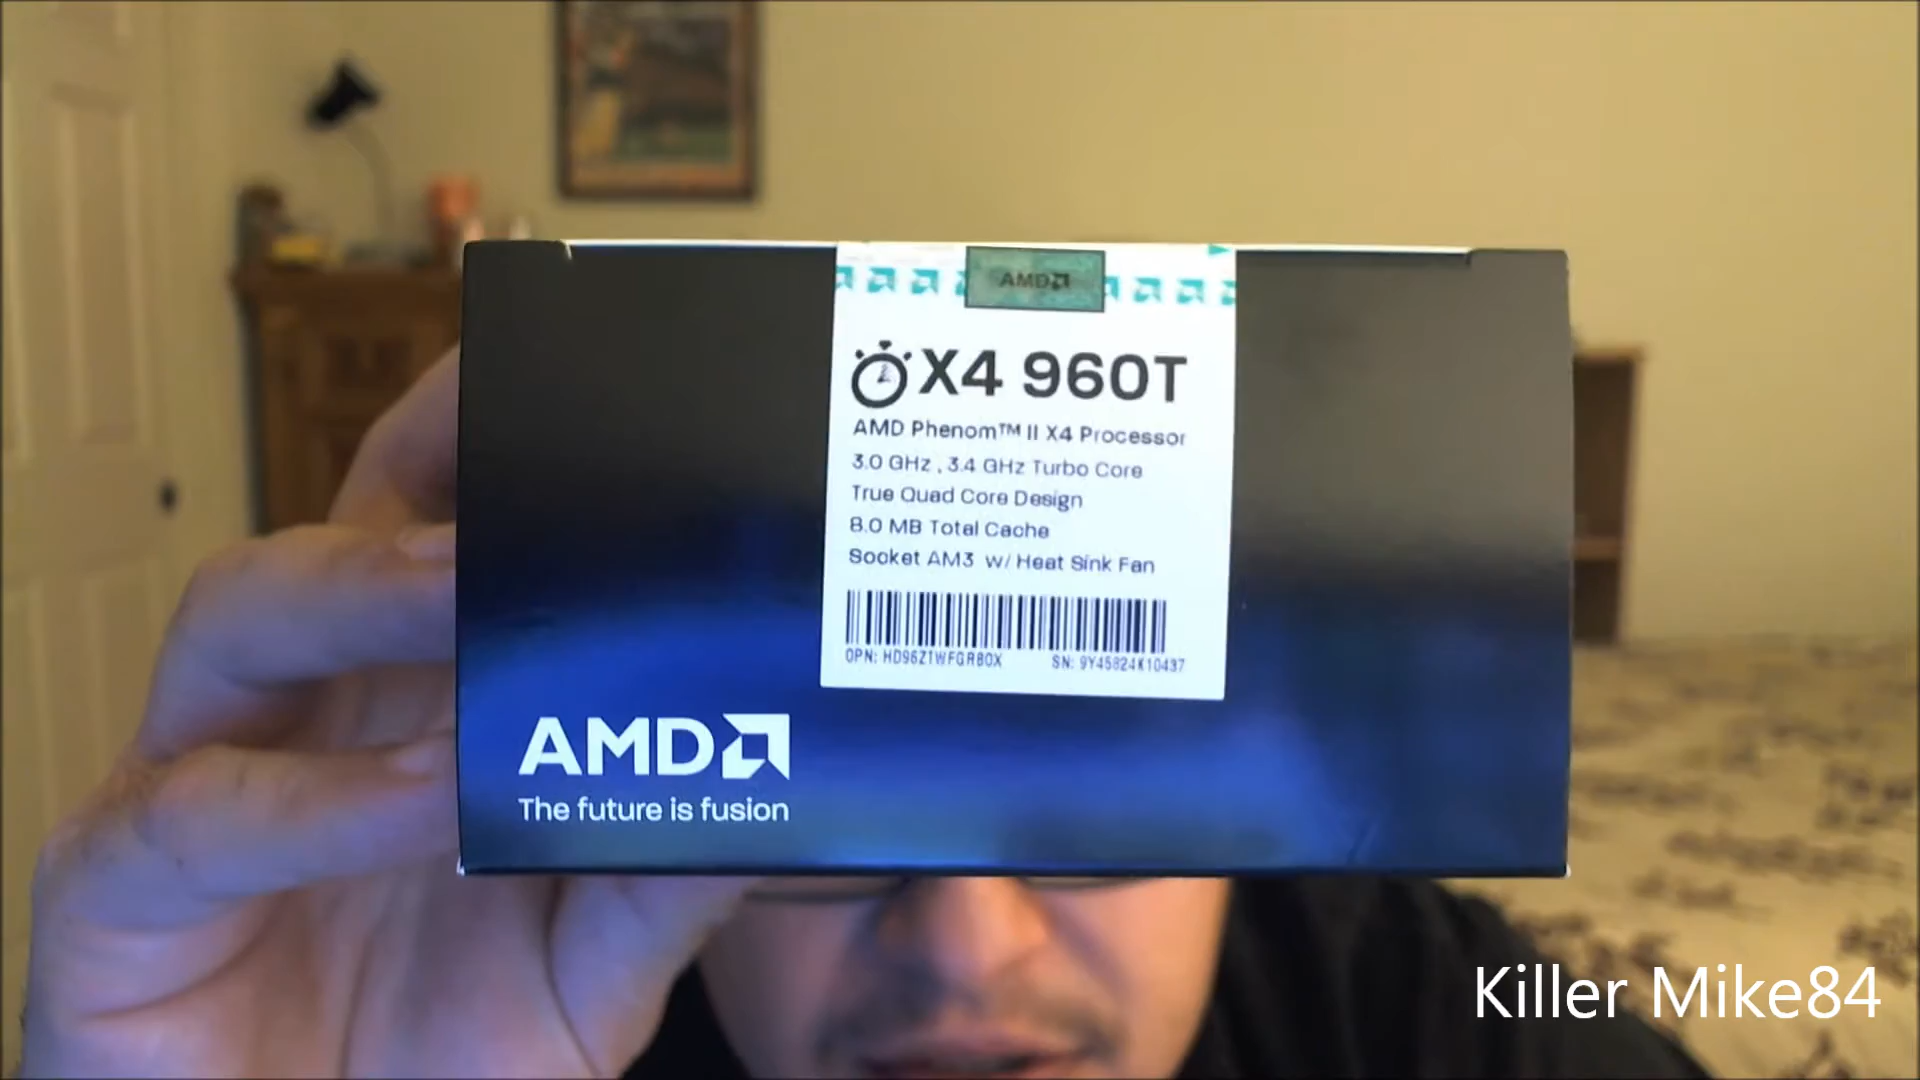 AMD
X4 960T
AMD Phenom™ II X4 Processor
3.0 GHz , 3.4 GHz Turbo Core
True Quad Core Design
8.0 MB Total Cache
Socket AM3 w/ Heat Sink Fan
OPN: HD96ZTWFGRBOX SN: 9Y45824K10437
AMD
The future is fusion
Killer Mike84